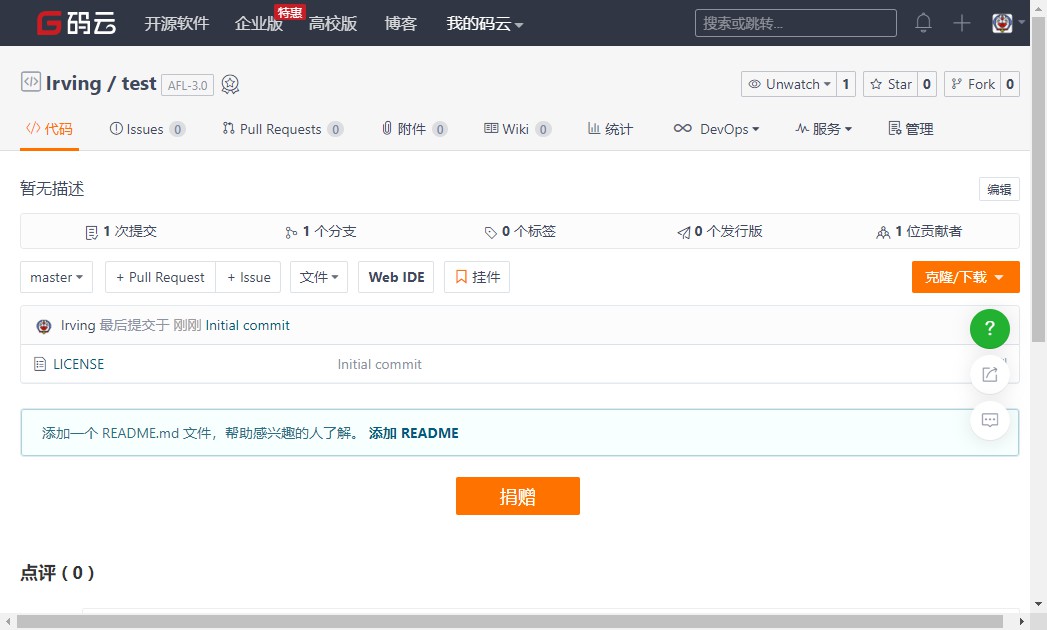 码云 开源软件 企业版 特惠 高校版 博客 我的码云 搜索或跳转...
Irving / test AFL-3.0 Unwatch 1 Star 0 Fork 0
代码 Issues 0 Pull Requests 0 附件 0 Wiki 0 统计 DevOps 服务 管理
暂无描述 编辑
1 次提交 1 个分支 0 个标签 0 个发行版 1 位贡献者
master + Pull Request + Issue 文件 Web IDE 挂件 克隆/下载
Irving 最后提交于 刚刚 Initial commit
?
LICENSE Initial commit
添加一个 README.md 文件，帮助感兴趣的人了解。 添加 README
捐赠
点评 ( 0 )